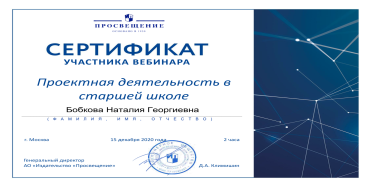 ПРОСВЕЩЕНИЕ
СЕРТИФИКАТ
УЧАСТНИКА ВЕБИНАРА
Проектная деятельность в
старшей школе
Бобкова Наталия Георгиевна
(ФАМИЛИЯ, ИМЯ, ОТЧЕСТВО)
г. Москва 15 декабря 2020 года 2 часа
Генеральный директор
АО «Издательство «Просвещение» Д.А. Климишин